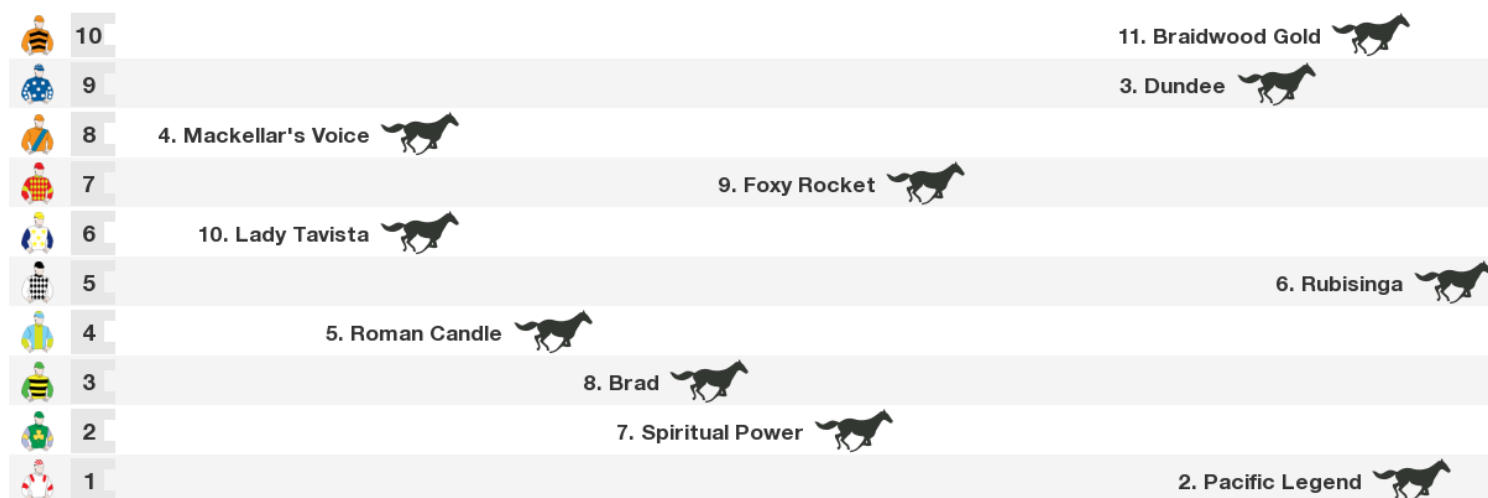 10 11. Braidwood Gold
9 3. Dundee
8 4. Mackellar's Voice
7 9. Foxy Rocket
6 10. Lady Tavista
5 6. Rubisinga
4 5. Roman Candle
3 8. Brad
2 7. Spiritual Power
1 2. Pacific Legend